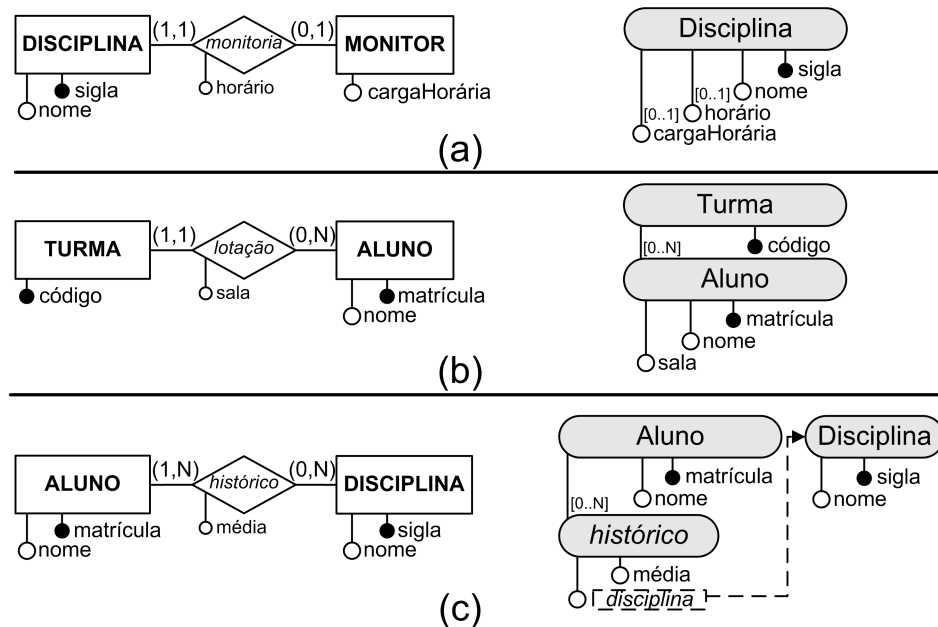 DISCIPLINA (1,1) monitoria (0,1) MONITOR
sigla
nome
horário
cargaHorária
Disciplina
sigla
nome
[0..1] horário
[0..1] cargaHorária
(a)
TURMA (1,1) lotação (0,N) ALUNO
código
sala
matrícula
nome
Turma
código
[0..N]
Aluno
matrícula
nome
sala
(b)
ALUNO (1,N) histórico (0,N) DISCIPLINA
matrícula
nome
média
sigla
nome
Aluno
matrícula
nome
[0..N]
histórico
média
disciplina
Disciplina
sigla
nome
(c)